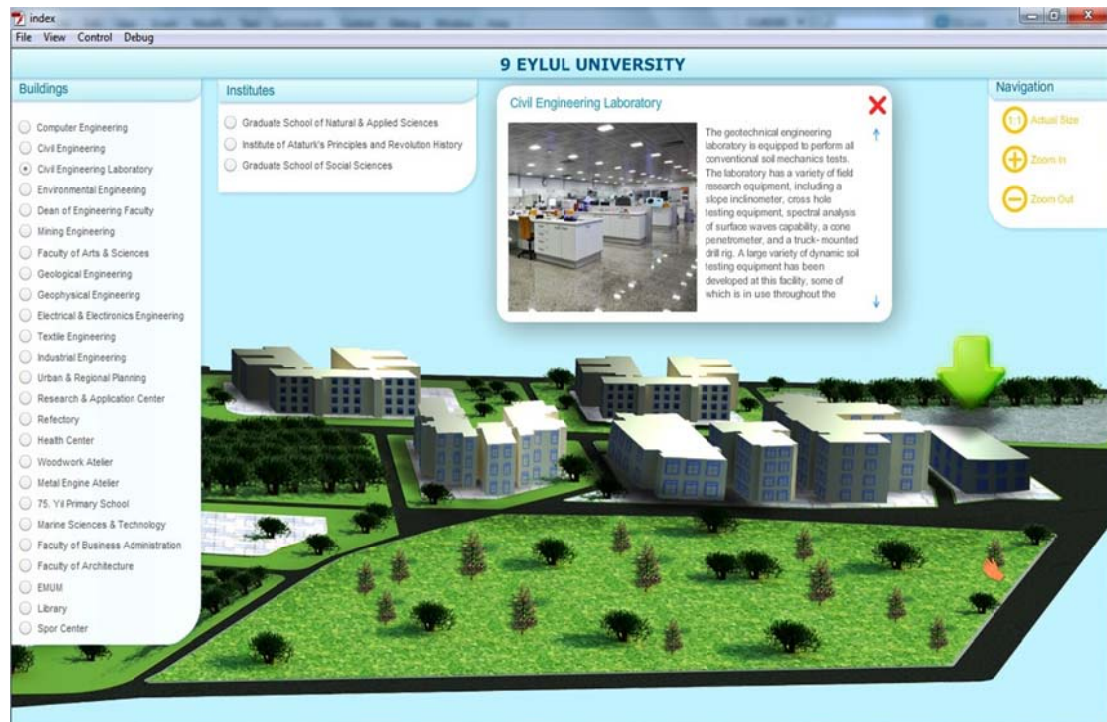 index
File View Control Debug
9 EYLUL UNIVERSITY
Buildings
Computer Engineering
Civil Engineering
Civil Engineering Laboratory
Environmental Engineering
Dean of Engineering Faculty
Mining Engineering
Faculty of Arts & Sciences
Geological Engineering
Geophysical Engineering
Electrical & Electironics Engineering
Textile Engineering
Industrial Engineering
Urban & Regional Planning
Research & Application Center
Refectory
Health Center
Woodwork Atelier
Metal Engine Atelier
75. Yıl Primary School
Marine Sciences & Technology
Faculty of Business Administration
Faculty of Architecture
EMUM
Library
Spor Center
Institutes
Graduate School of Natural & Applied Sciences
Institute of Ataturk's Principles and Revolution History
Graduate School of Social Sciences
Civil Engineering Laboratory
The geotechnical engineering
laboratory is equipped to perform all
conventional soil mechanics tests.
The laboratory has a variety of field
research equipment, including a
slope inclinometer, cross hole
testing equipment, spectral analysis
of surface waves capability, a cone
penetrometer, and a truck- mounted
drill rig. A large variety of dynamic soil
testing equipment has been
developed at this facility, some of
which is in use throughout the
Navigation
1:1 Actual Size
Zoom In
Zoom Out